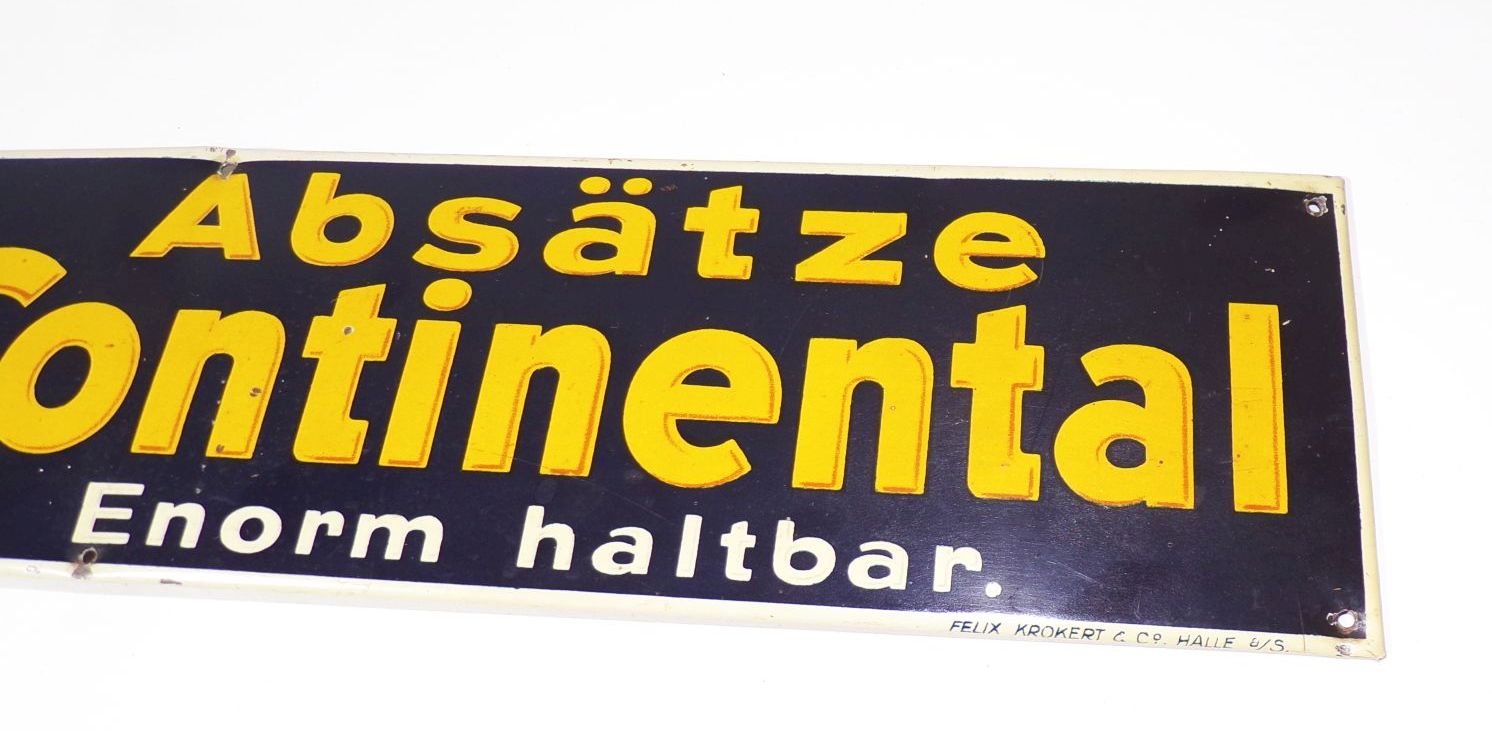 Absätze
Continental
Enorm haltbar.
FELIX KROKERT & Cº. HALLE a/S.